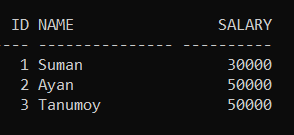 ID NAME SALARY
---- --------------- ----------
1 Suman 30000
2 Ayan 50000
3 Tanumoy 50000